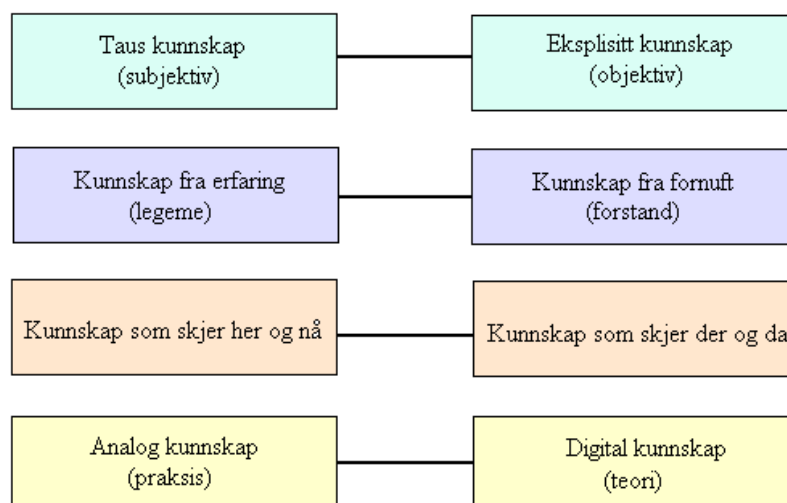 Taus kunnskap
(subjektiv)
Eksplisitt kunnskap
(objektiv)
Kunnskap fra erfaring
(legeme)
Kunnskap fra fornuft
(forstand)
Kunnskap som skjer her og nå
Kunnskap som skjer der og da
Analog kunnskap
(praksis)
Digital kunnskap
(teori)